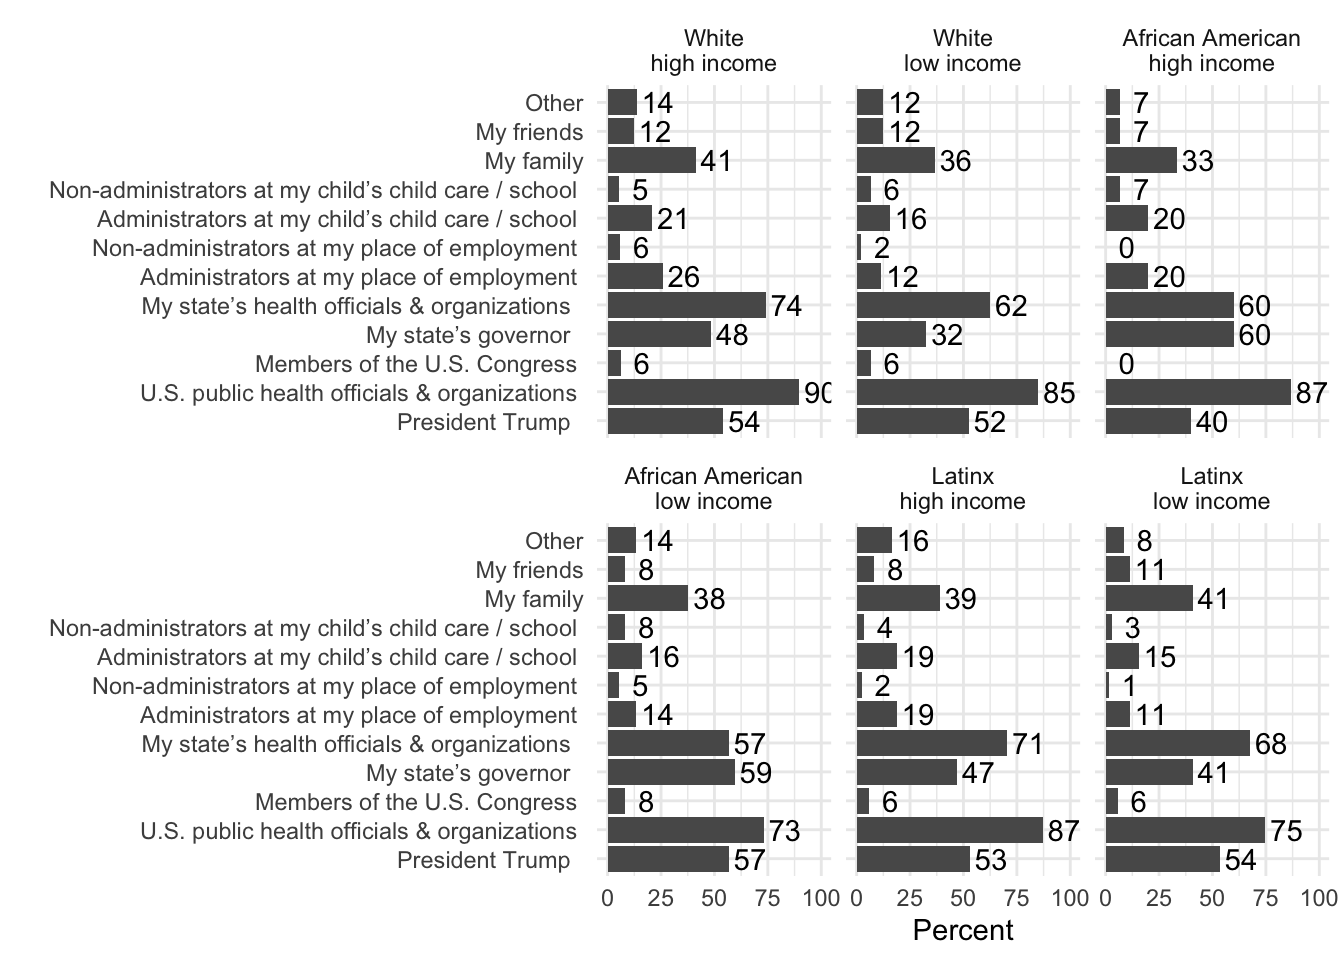 White
high income
White
low income
African American
high income
Other 14 12 7
My friends 12 12 7
My family 41 36 33
Non-administrators at my child’s child care / school 5 6 7
Administrators at my child’s child care / school 21 16 20
Non-administrators at my place of employment 6 2 0
Administrators at my place of employment 26 12 20
My state’s health officials & organizations 74 62 60
My state’s governor 48 32 60
Members of the U.S. Congress 6 6 0
U.S. public health officials & organizations 90 85 87
President Trump 54 52 40
African American
low income
Latinx
high income
Latinx
low income
Other 14 16 8
My friends 8 8 11
My family 38 39 41
Non-administrators at my child’s child care / school 8 4 3
Administrators at my child’s child care / school 16 19 15
Non-administrators at my place of employment 5 2 1
Administrators at my place of employment 14 19 11
My state’s health officials & organizations 57 71 68
My state’s governor 59 47 41
Members of the U.S. Congress 8 6 6
U.S. public health officials & organizations 73 87 75
President Trump 57 53 54
0 25 50 75 100 0 25 50 75 100 0 25 50 75 100
Percent